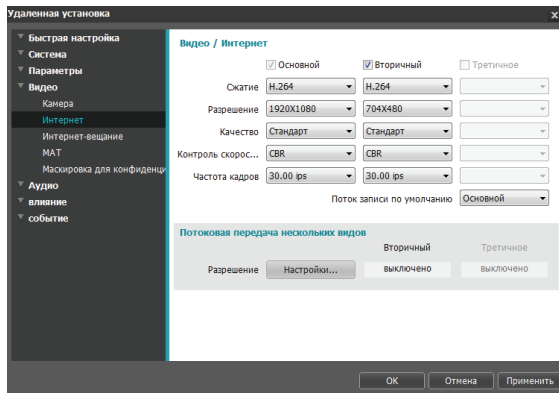 Удаленная установка x
Быстрая настройка
Система
Параметры
Видео
Камера
Интернет
Интернет-вещание
MAT
Маскировка для конфиденци
Аудио
влияние
событие
Видео / Интернет
Основной Вторичный Третичное
Сжатие H.264 H.264
Разрешение 1920X1080 704X480
Качество Стандарт Стандарт
Контроль скорос... CBR CBR
Частота кадров 30.00 ips 30.00 ips
Поток записи по умолчанию Основной
Потоковая передача нескольких видов
Вторичный Третичное
Разрешение Настройки... выключено выключено
OK Отмена Применить